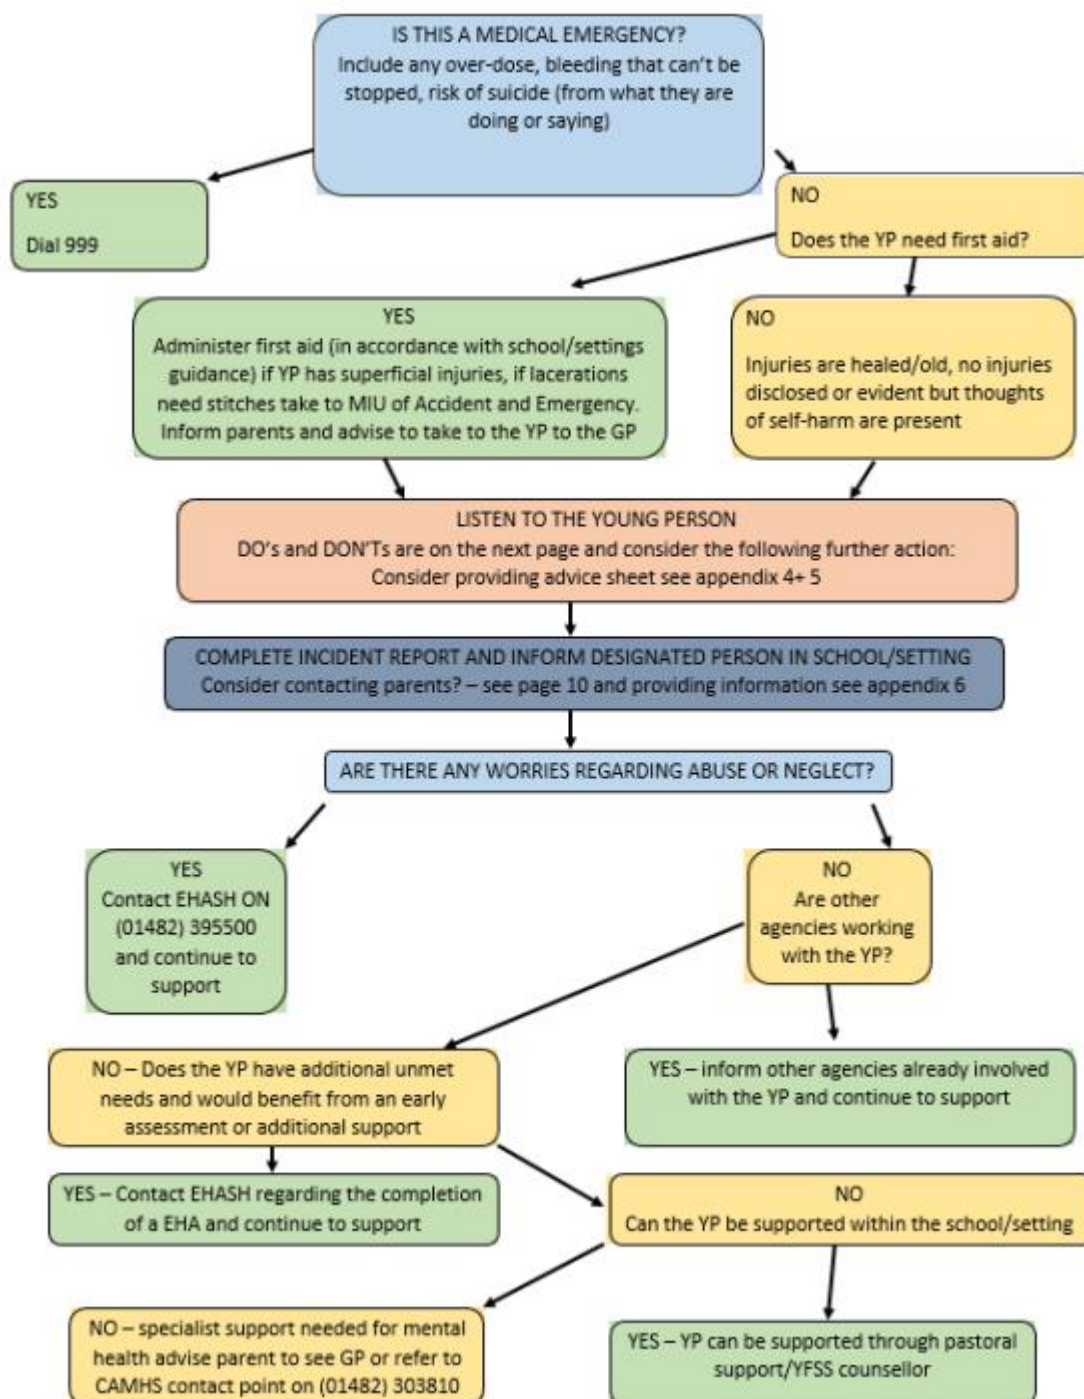 IS THIS A MEDICAL EMERGENCY?
Include any over-dose, bleeding that can't be
stopped, risk of suicide (from what they are
doing or saying)
YES
Dial 999
NO
Does the YP need first aid?
YES
Administer first aid (in accordance with school/settings
guidance) if YP has superficial injuries, if lacerations
need stitches take to MIU of Accident and Emergency.
Inform parents and advise to take to the YP to the GP
NO
Injuries are healed/old, no injuries
disclosed or evident but thoughts
of self-harm are present
LISTEN TO THE YOUNG PERSON
DO's and DON'Ts are on the next page and consider the following further action:
Consider providing advice sheet see appendix 4+ 5
COMPLETE INCIDENT REPORT AND INFORM DESIGNATED PERSON IN SCHOOL/SETTING
Consider contacting parents? – see page 10 and providing information see appendix 6
ARE THERE ANY WORRIES REGARDING ABUSE OR NEGLECT?
YES
Contact EHASH ON
(01482) 395500
and continue to
support
NO
Are other
agencies working
with the YP?
NO – Does the YP have additional unmet
needs and would benefit from an early
assessment or additional support
YES – inform other agencies already involved
with the YP and continue to support
YES – Contact EHASH regarding the completion
of a EHA and continue to support
NO
Can the YP be supported within the school/setting
NO – specialist support needed for mental
health advise parent to see GP or refer to
CAMHS contact point on (01482) 303810
YES – YP can be supported through pastoral
support/YFSS counsellor